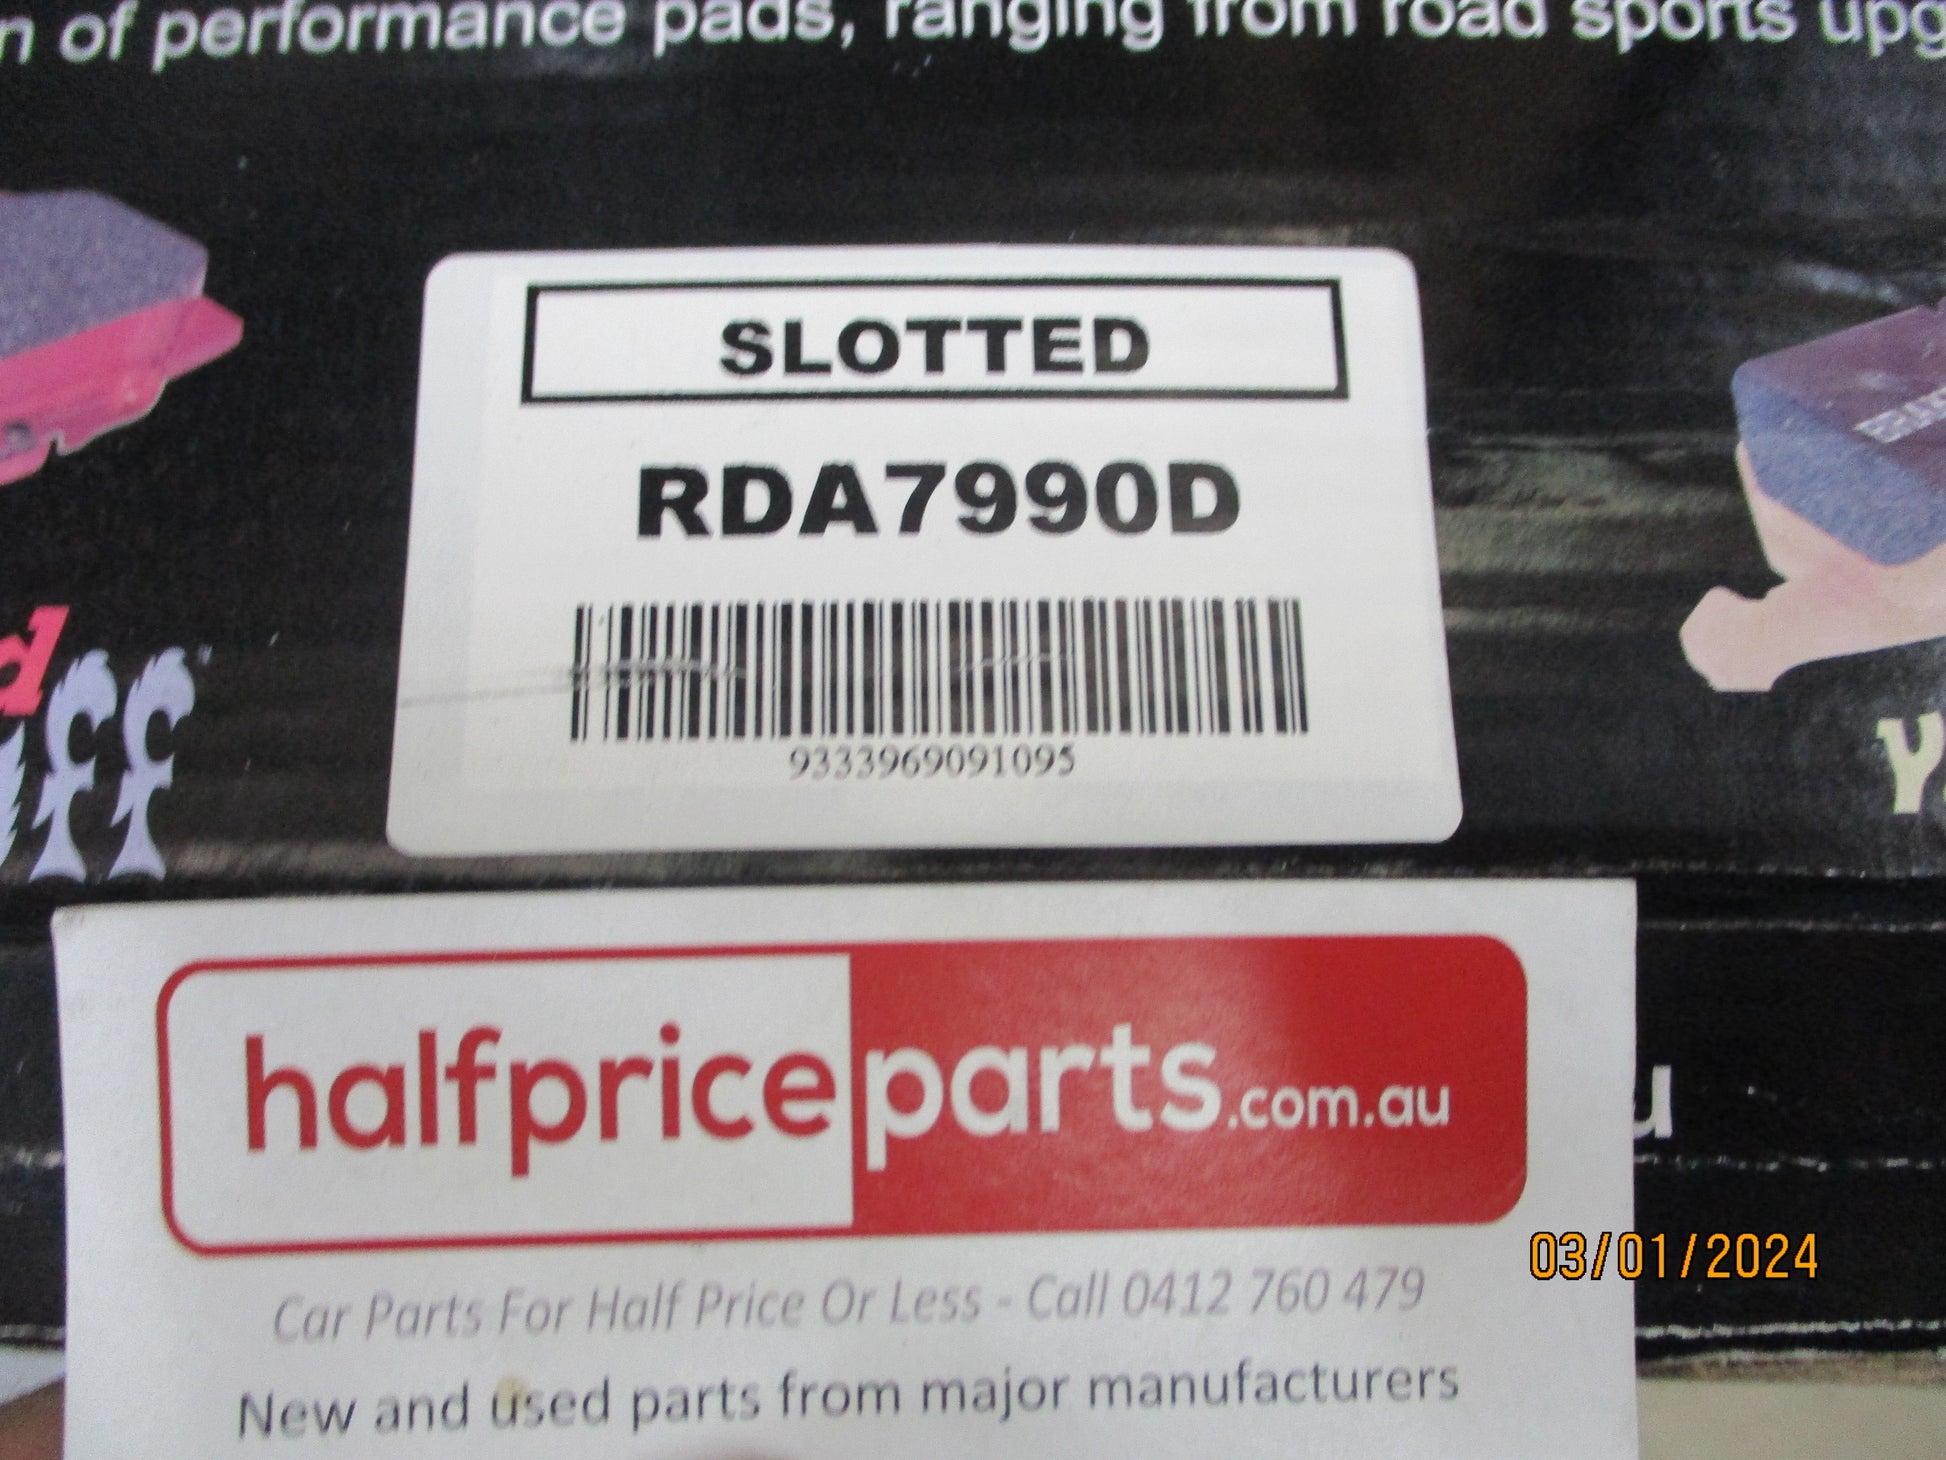 n of performance pads, ranging from road sports upg
SLOTTED
RDA7990D
9333969091095
d
ff™
Y
halfpriceparts.com.au
u
03/01/2024
Car Parts For Half Price Or Less - Call 0412 760 479
New and used parts from major manufacturers